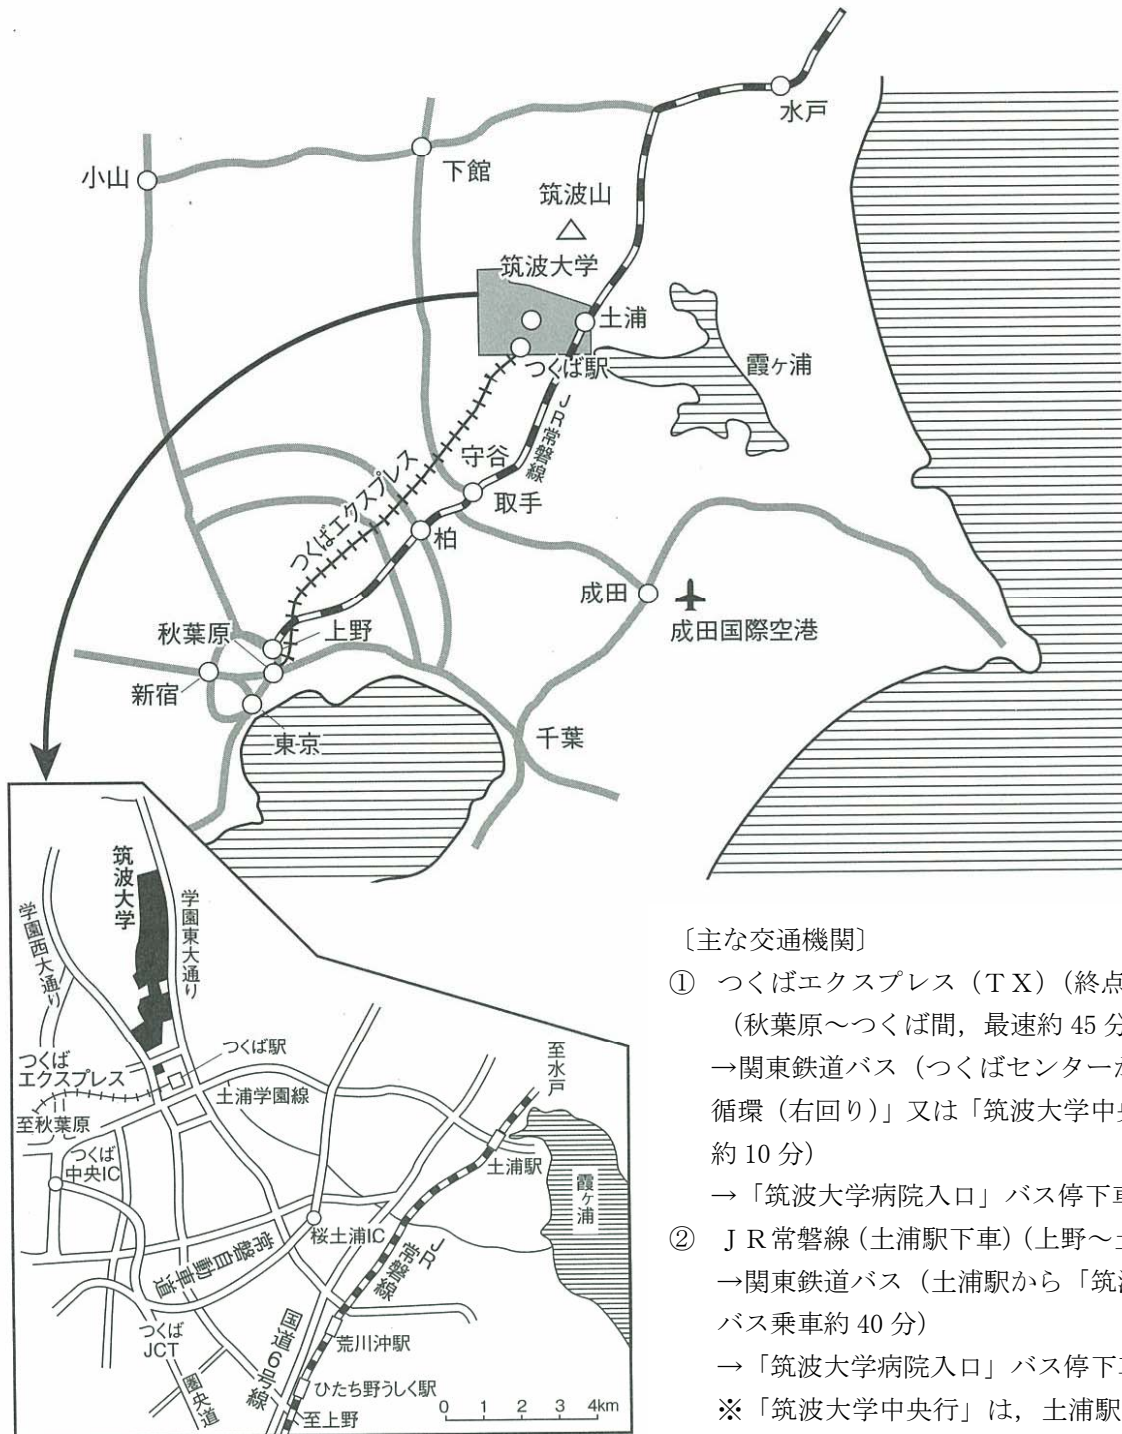 水戸
小山
下館
筑波山
筑波大学
土浦
つくば駅
霞ヶ浦
JR常磐線
守谷
取手
つくばエクスプレス
柏
成田
成田国際空港
秋葉原
上野
新宿
東京
千葉
筑波大学
学園東大通り
学園西大通り
つくば駅
つくば
エクスプレス
至秋葉原
土浦学園線
至水戸
土浦駅
霞ヶ浦
つくば
中央IC
桜土浦IC
常磐自動車道
JR常磐線
つくば
JCT
国道6号線
荒川沖駅
ひたち野うしく駅
圏央道
至上野
0 1 2 3 4km
〔主な交通機関〕
① つくばエクスプレス（ＴＸ）（終点
（秋葉原～つくば間，最速約 45 分
→関東鉄道バス（つくばセンターか
循環（右回り）」又は「筑波大学中央
約 10 分）
→「筑波大学病院入口」バス停下車
② ＪＲ常磐線（土浦駅下車）（上野～土
→関東鉄道バス（土浦駅から「筑波
バス乗車約 40 分）
→「筑波大学病院入口」バス停下車
※「筑波大学中央行」は，土浦駅